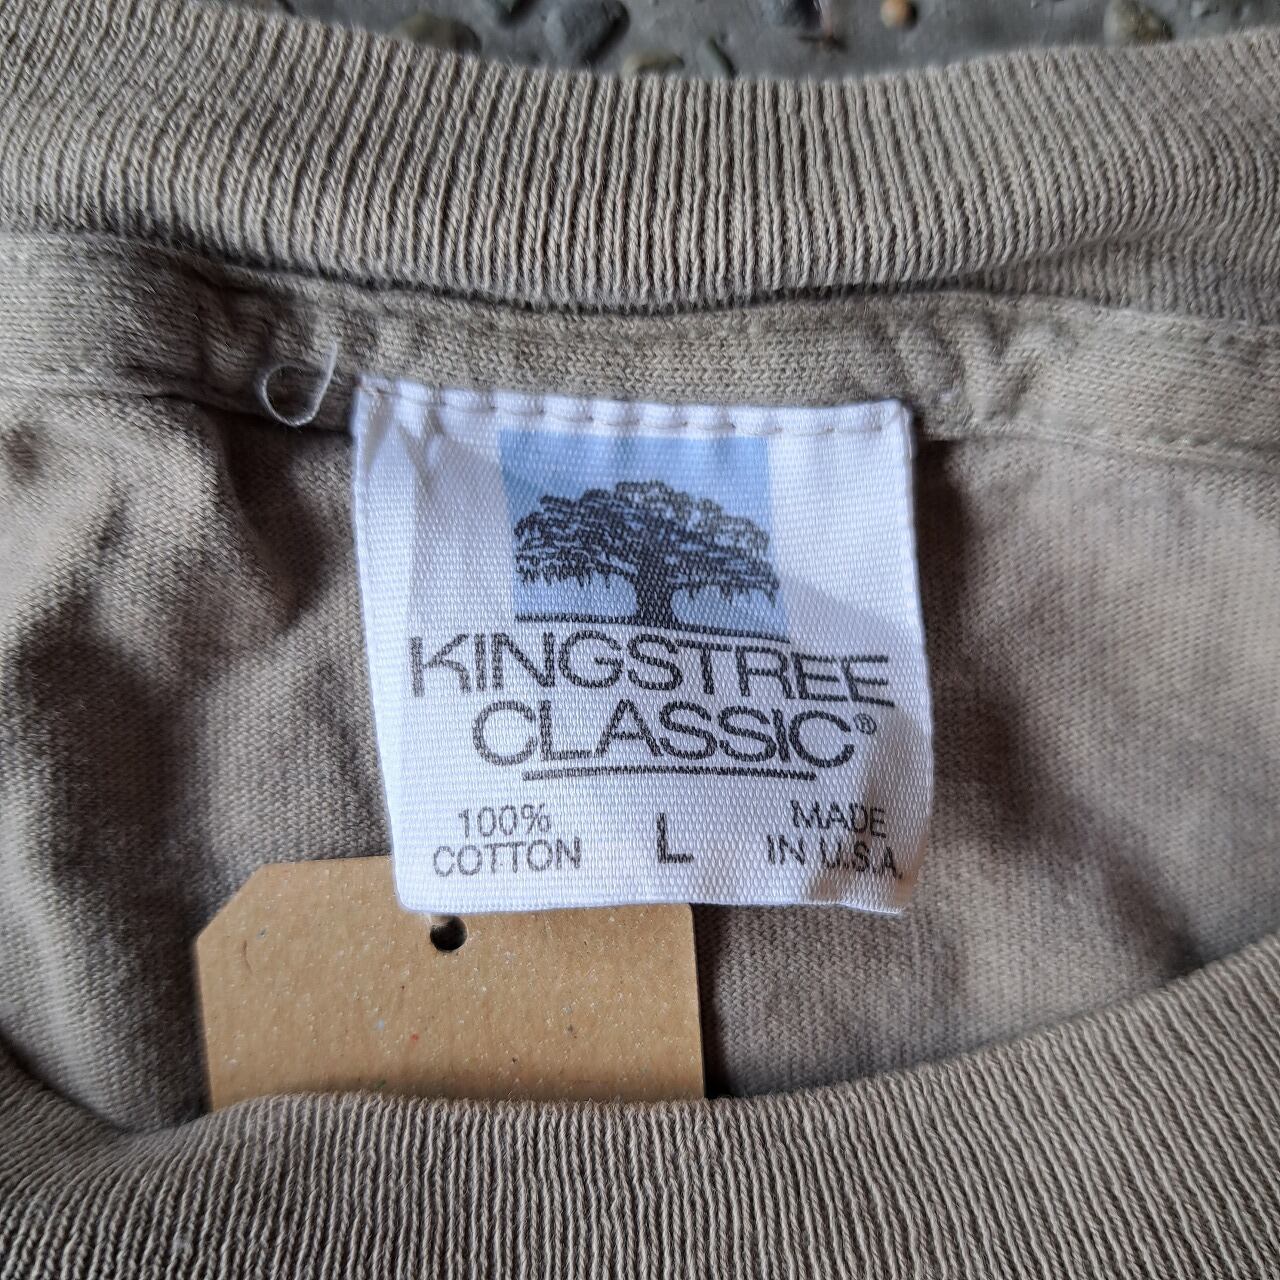 KINGSTREE
CLASSIC®
100%
COTTON
L
MADE
IN U.S.A.